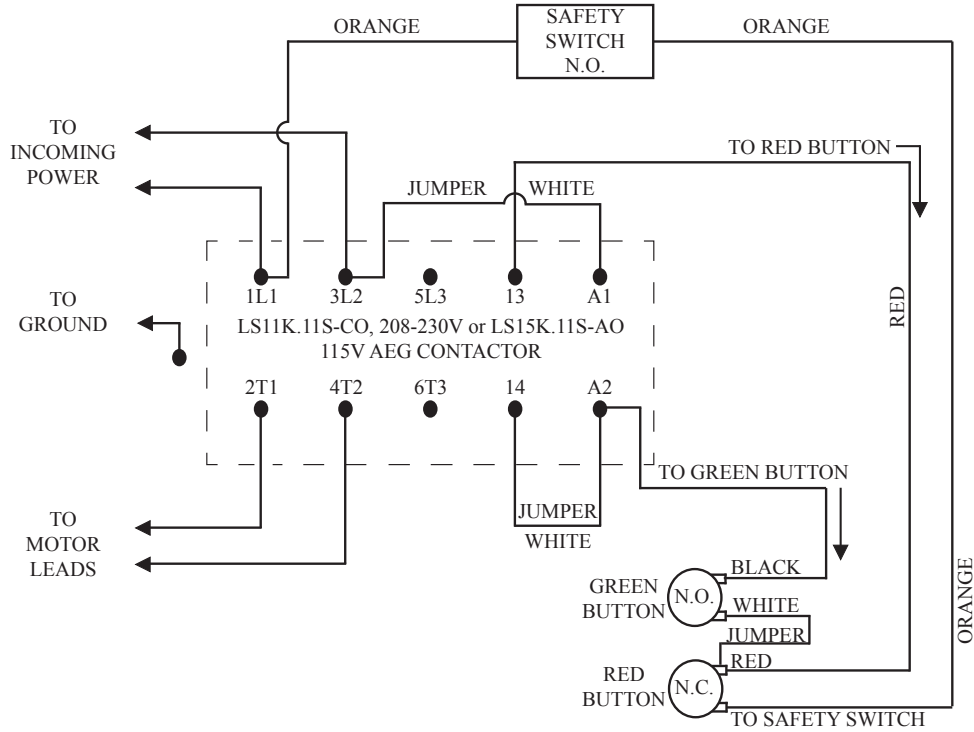 ORANGE
SAFETY
SWITCH
N.O.
ORANGE
TO
INCOMING
POWER
TO RED BUTTON
JUMPER
WHITE
1L1
3L2
5L3
13
A1
TO
GROUND
RED
LS11K.11S-CO, 208-230V or LS15K.11S-AO
115V AEG CONTACTOR
2T1
4T2
6T3
14
A2
TO GREEN BUTTON
TO
MOTOR
LEADS
JUMPER
WHITE
BLACK
GREEN
BUTTON
N.O.
WHITE
JUMPER
ORANGE
RED
BUTTON
N.C.
RED
TO SAFETY SWITCH